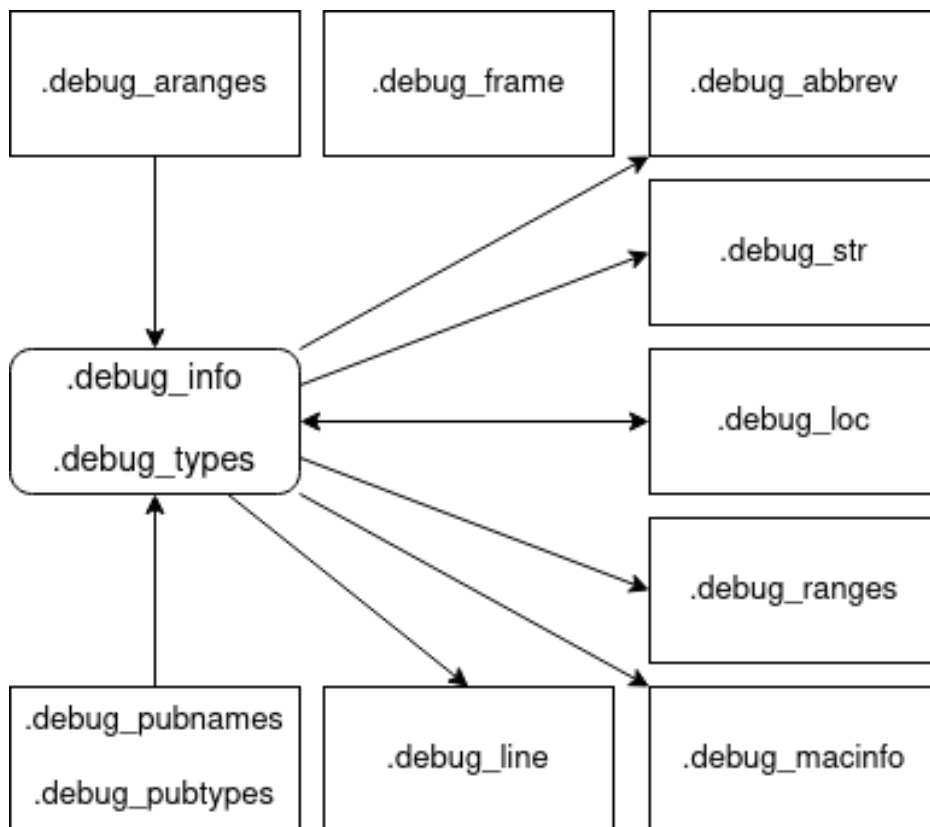 .debug_aranges
.debug_frame
.debug_abbrev
.debug_str
.debug_info
.debug_types
.debug_loc
.debug_ranges
.debug_pubnames
.debug_pubtypes
.debug_line
.debug_macinfo